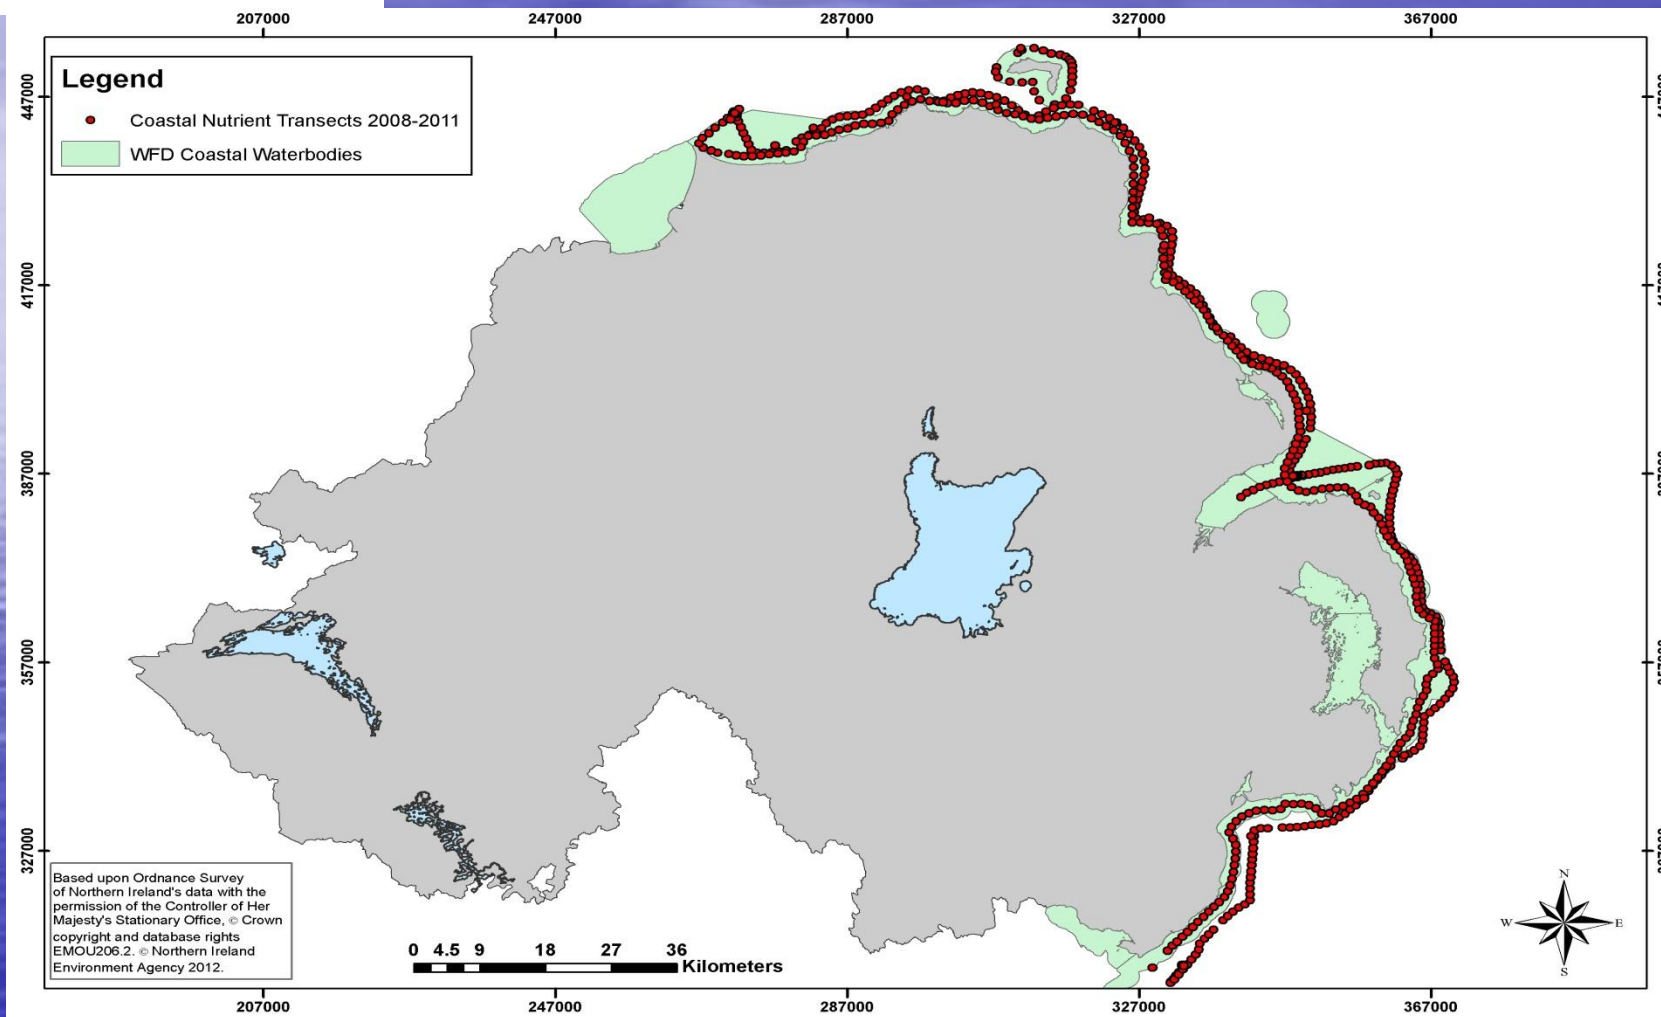 207000 247000 287000 327000 367000
Legend
Coastal Nutrient Transects 2008-2011
WFD Coastal Waterbodies
447000
417000
387000
357000
327000
Based upon Ordnance Survey
of Northern Ireland's data with the
permission of the Controller of Her
Majesty's Stationary Office, © Crown
copyright and database rights
EMOU206.2. © Northern Ireland
Environment Agency 2012.
0 4.5 9 18 27 36
Kilometers
N
W E
S
207000 247000 287000 327000 367000